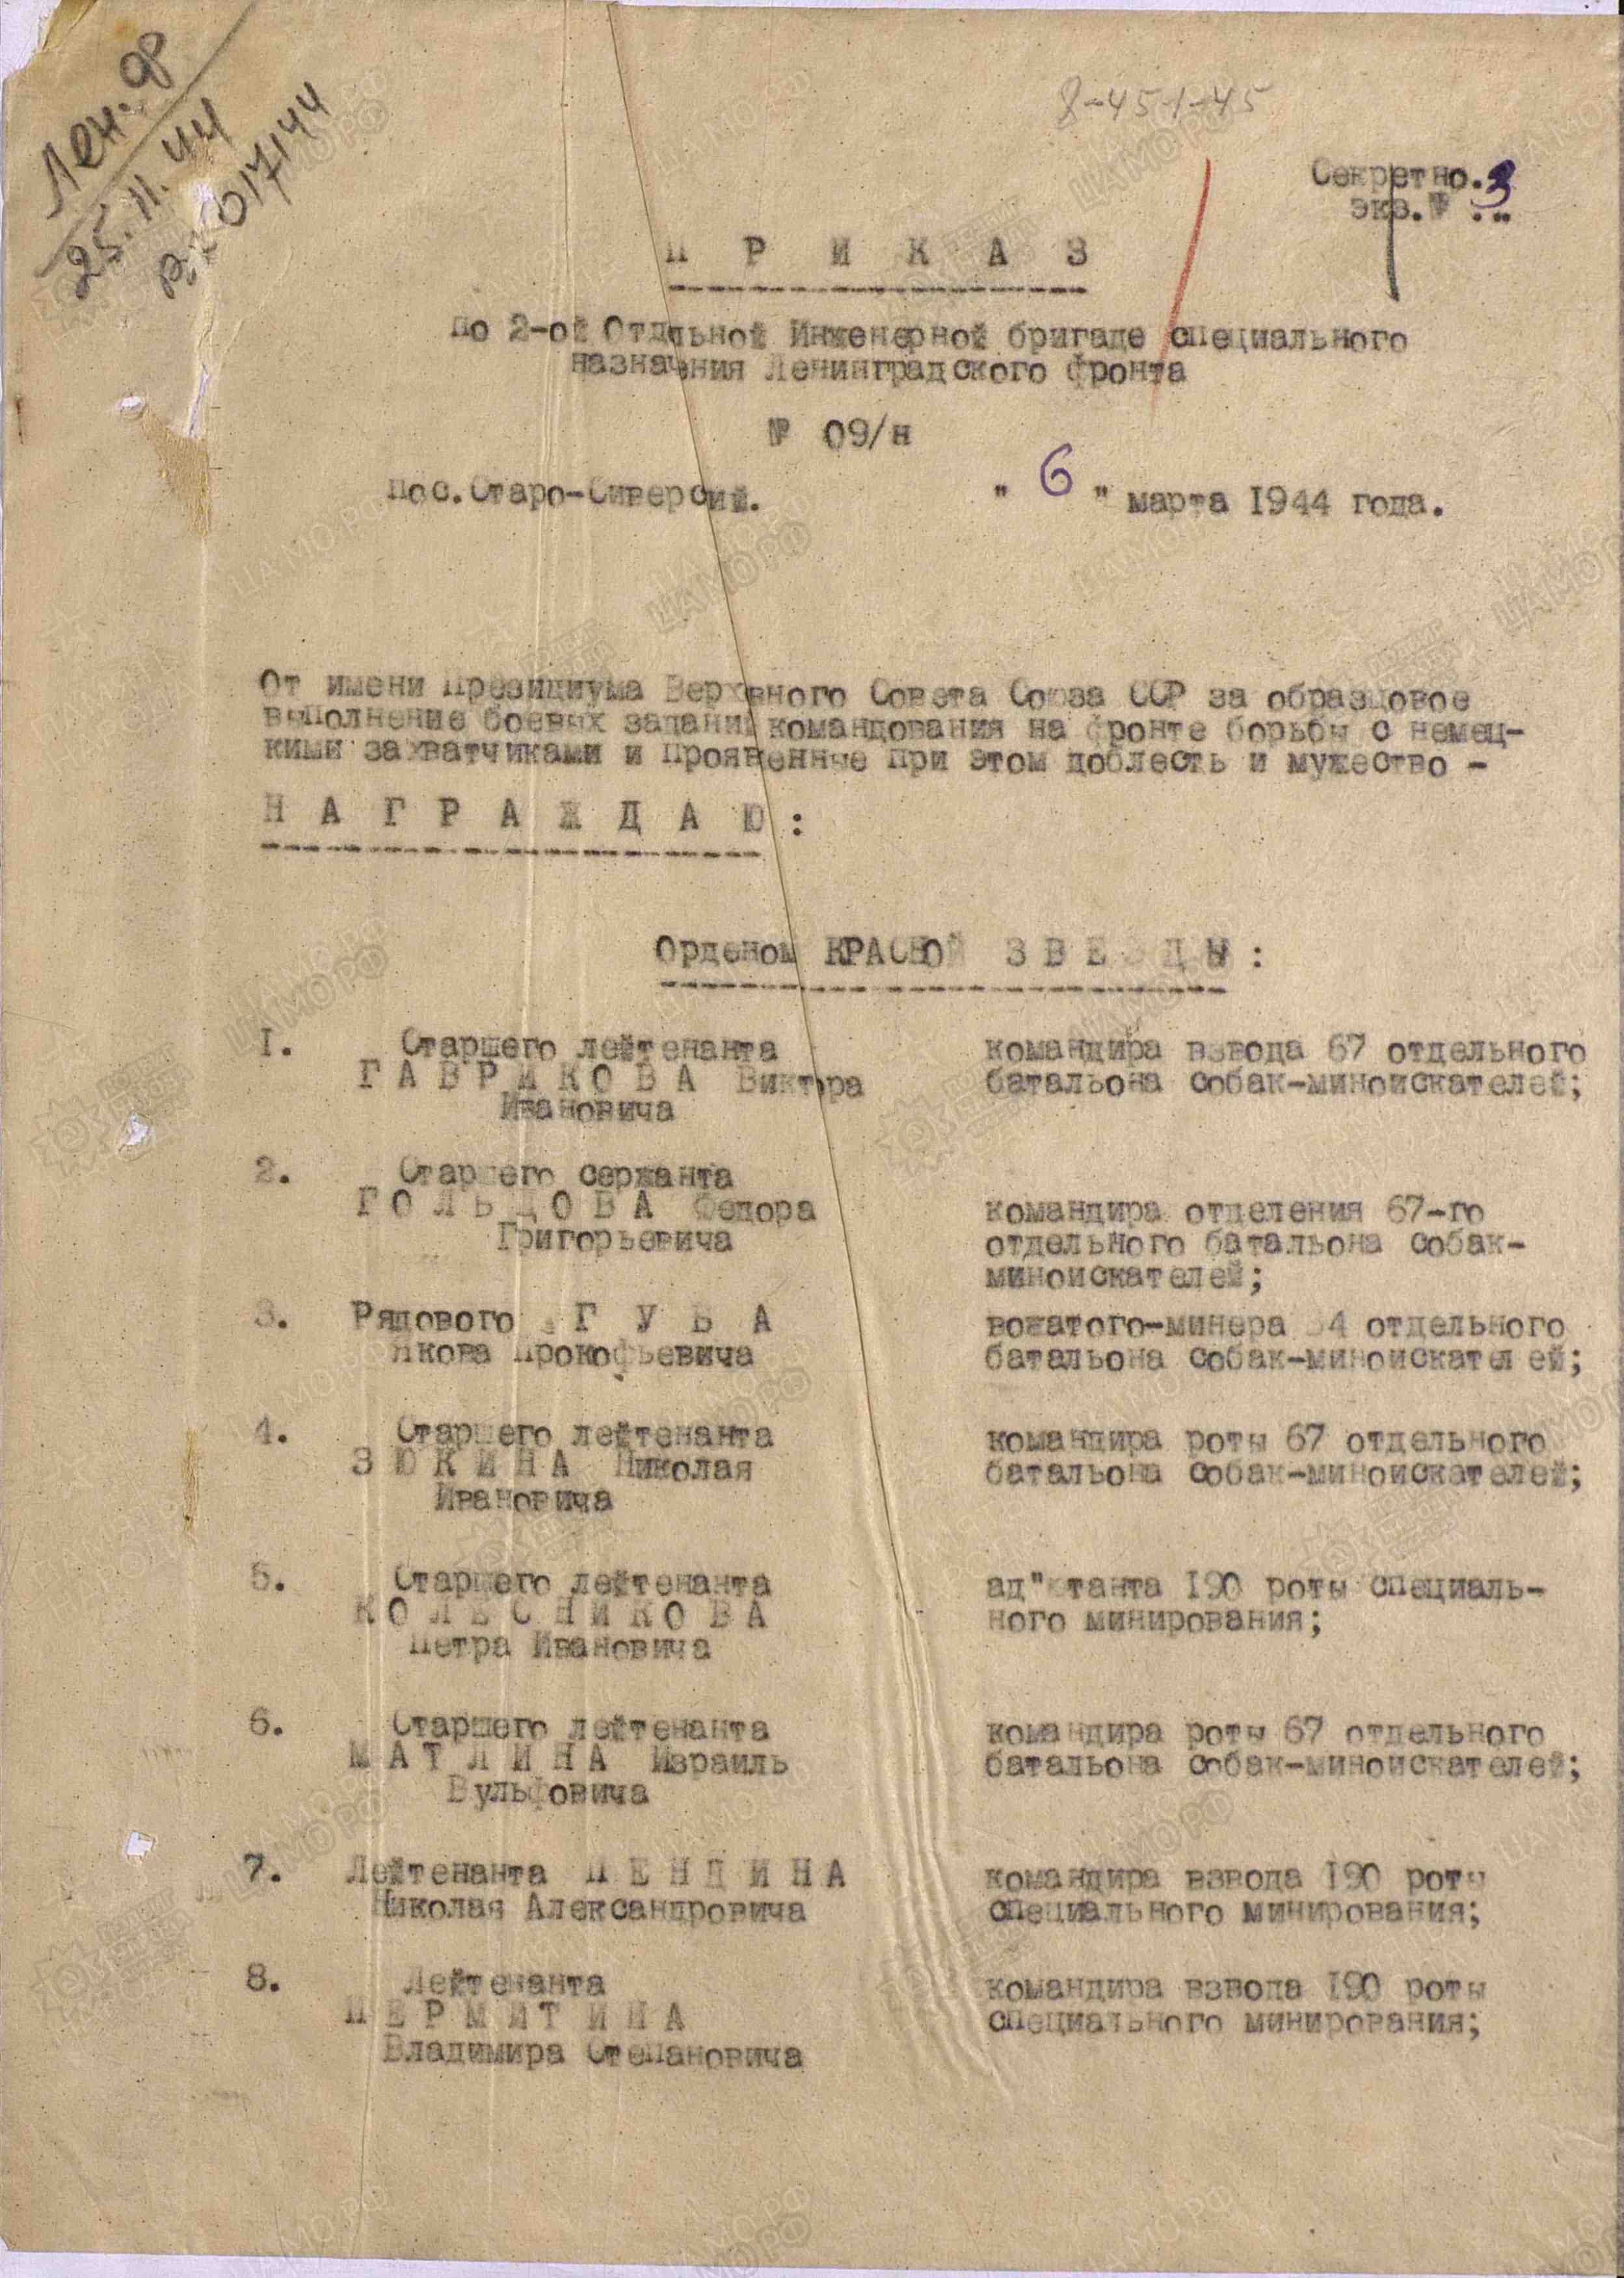 Лен.ф
25.11.44
р.к 017144
8-451-45
Секретно.
экз.№ 3
П Р И К А З
По 2-ой Отдельной Инженерной бригаде специального
назначения Ленинградского фронта
№ 09/н
пос.Старо-Сиверский.
" 6 " марта 1944 года.
От имени Президиума Верховного Совета Союза ССР за образцовое
выполнение боевых заданий командования на фронте борьбы с немец-
кими захватчиками и проявленные при этом доблесть и мужество -
Н А Г Р А Ж Д А Ю :
Орденом КРАСНОЙ З В Е З Д Ы :
1. Старшего лейтенанта командира взвода 67 отдельного
Г А В Р И К О В А Виктора батальона собак-миноискателей;
Ивановича
2. Старшего сержанта
Г О Л Ь Ц О В А Федора командира отделения 67-го
Григорьевича отдельного батальона собак-
миноискателей;
3. Рядового Г У Б А вожатого-минера 34 отдельного
Якова Прокофьевича батальона собак-миноискателей;
4. Старшего лейтенанта командира роты 67 отдельного
З Ю К И Н А Николая батальона собак-миноискателей;
Ивановича
5. Старшего лейтенанта ад"ютанта 190 роты специаль-
К О Л Е С Н И К О В А ного минирования;
Петра Ивановича
6. Старшего лейтенанта командира роты 67 отдельного
М А Т Л И Н А Израиль батальона собак-миноискателей;
Вульфовича
7. Лейтенанта П Е Н Д И Н А командира взвода 190 роты
Николая Александровича специального минирования;
8. Лейтенанта командира взвода 190 роты
П Е Р М И Т И Н А специального минирования;
Владимира Степановича